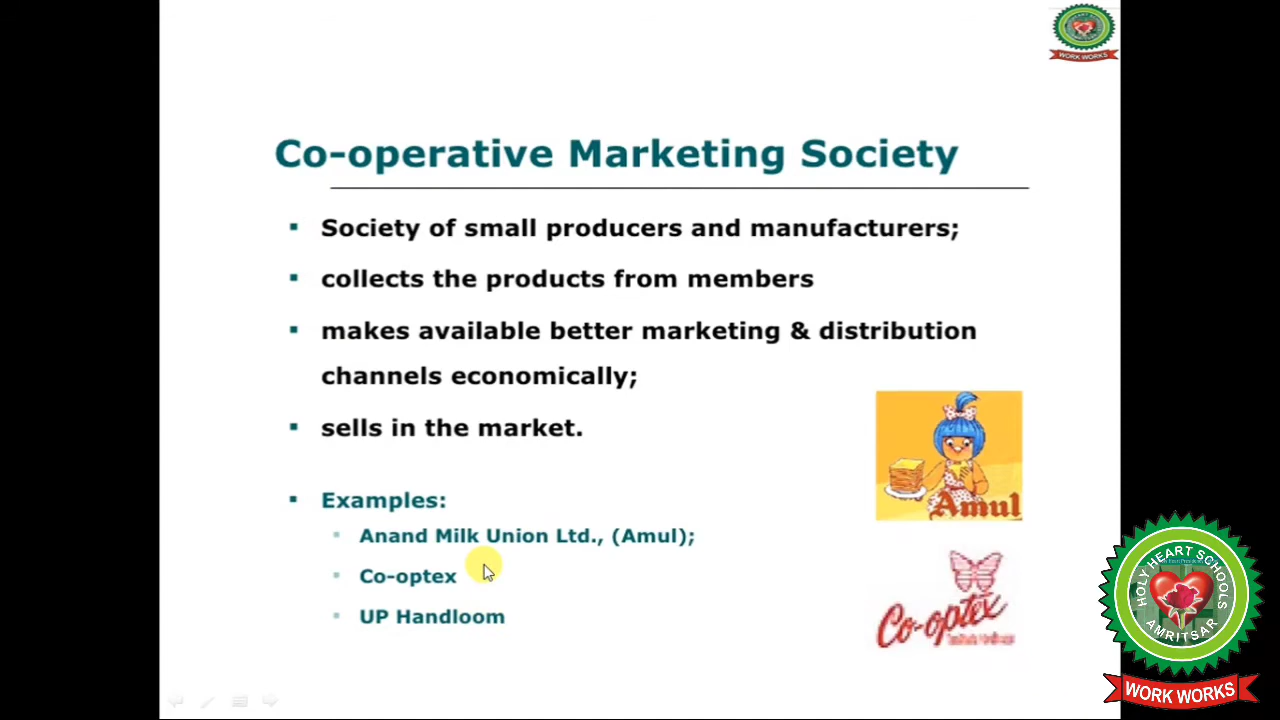 WORK WORKS
Co-operative Marketing Society
Society of small producers and manufacturers;
collects the products from members
makes available better marketing & distribution
channels economically;
sells in the market.
Examples:
Anand Milk Union Ltd., (Amul);
Co-optex
UP Handloom
Amul
Co-optex
HOLY HEART SCHOOLS
AMRITSAR
WORK WORKS